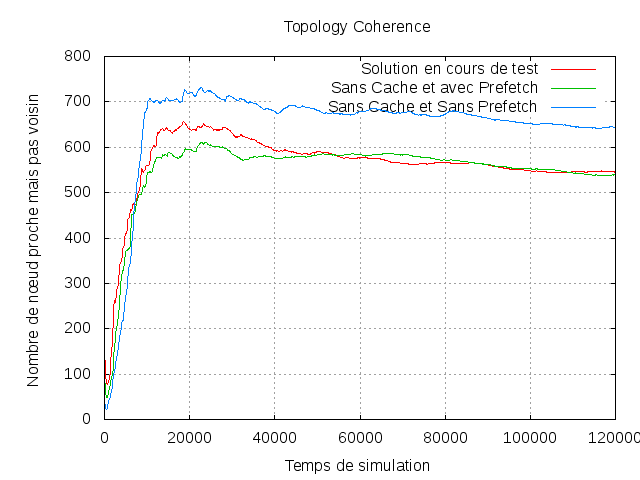 Topology Coherence
800
700
600
500
400
300
200
100
0
Nombre de nœud proche mais pas voisin
Solution en cours de test
Sans Cache et avec Prefetch
Sans Cache et Sans Prefetch
0 20000 40000 60000 80000 100000 120000
Temps de simulation